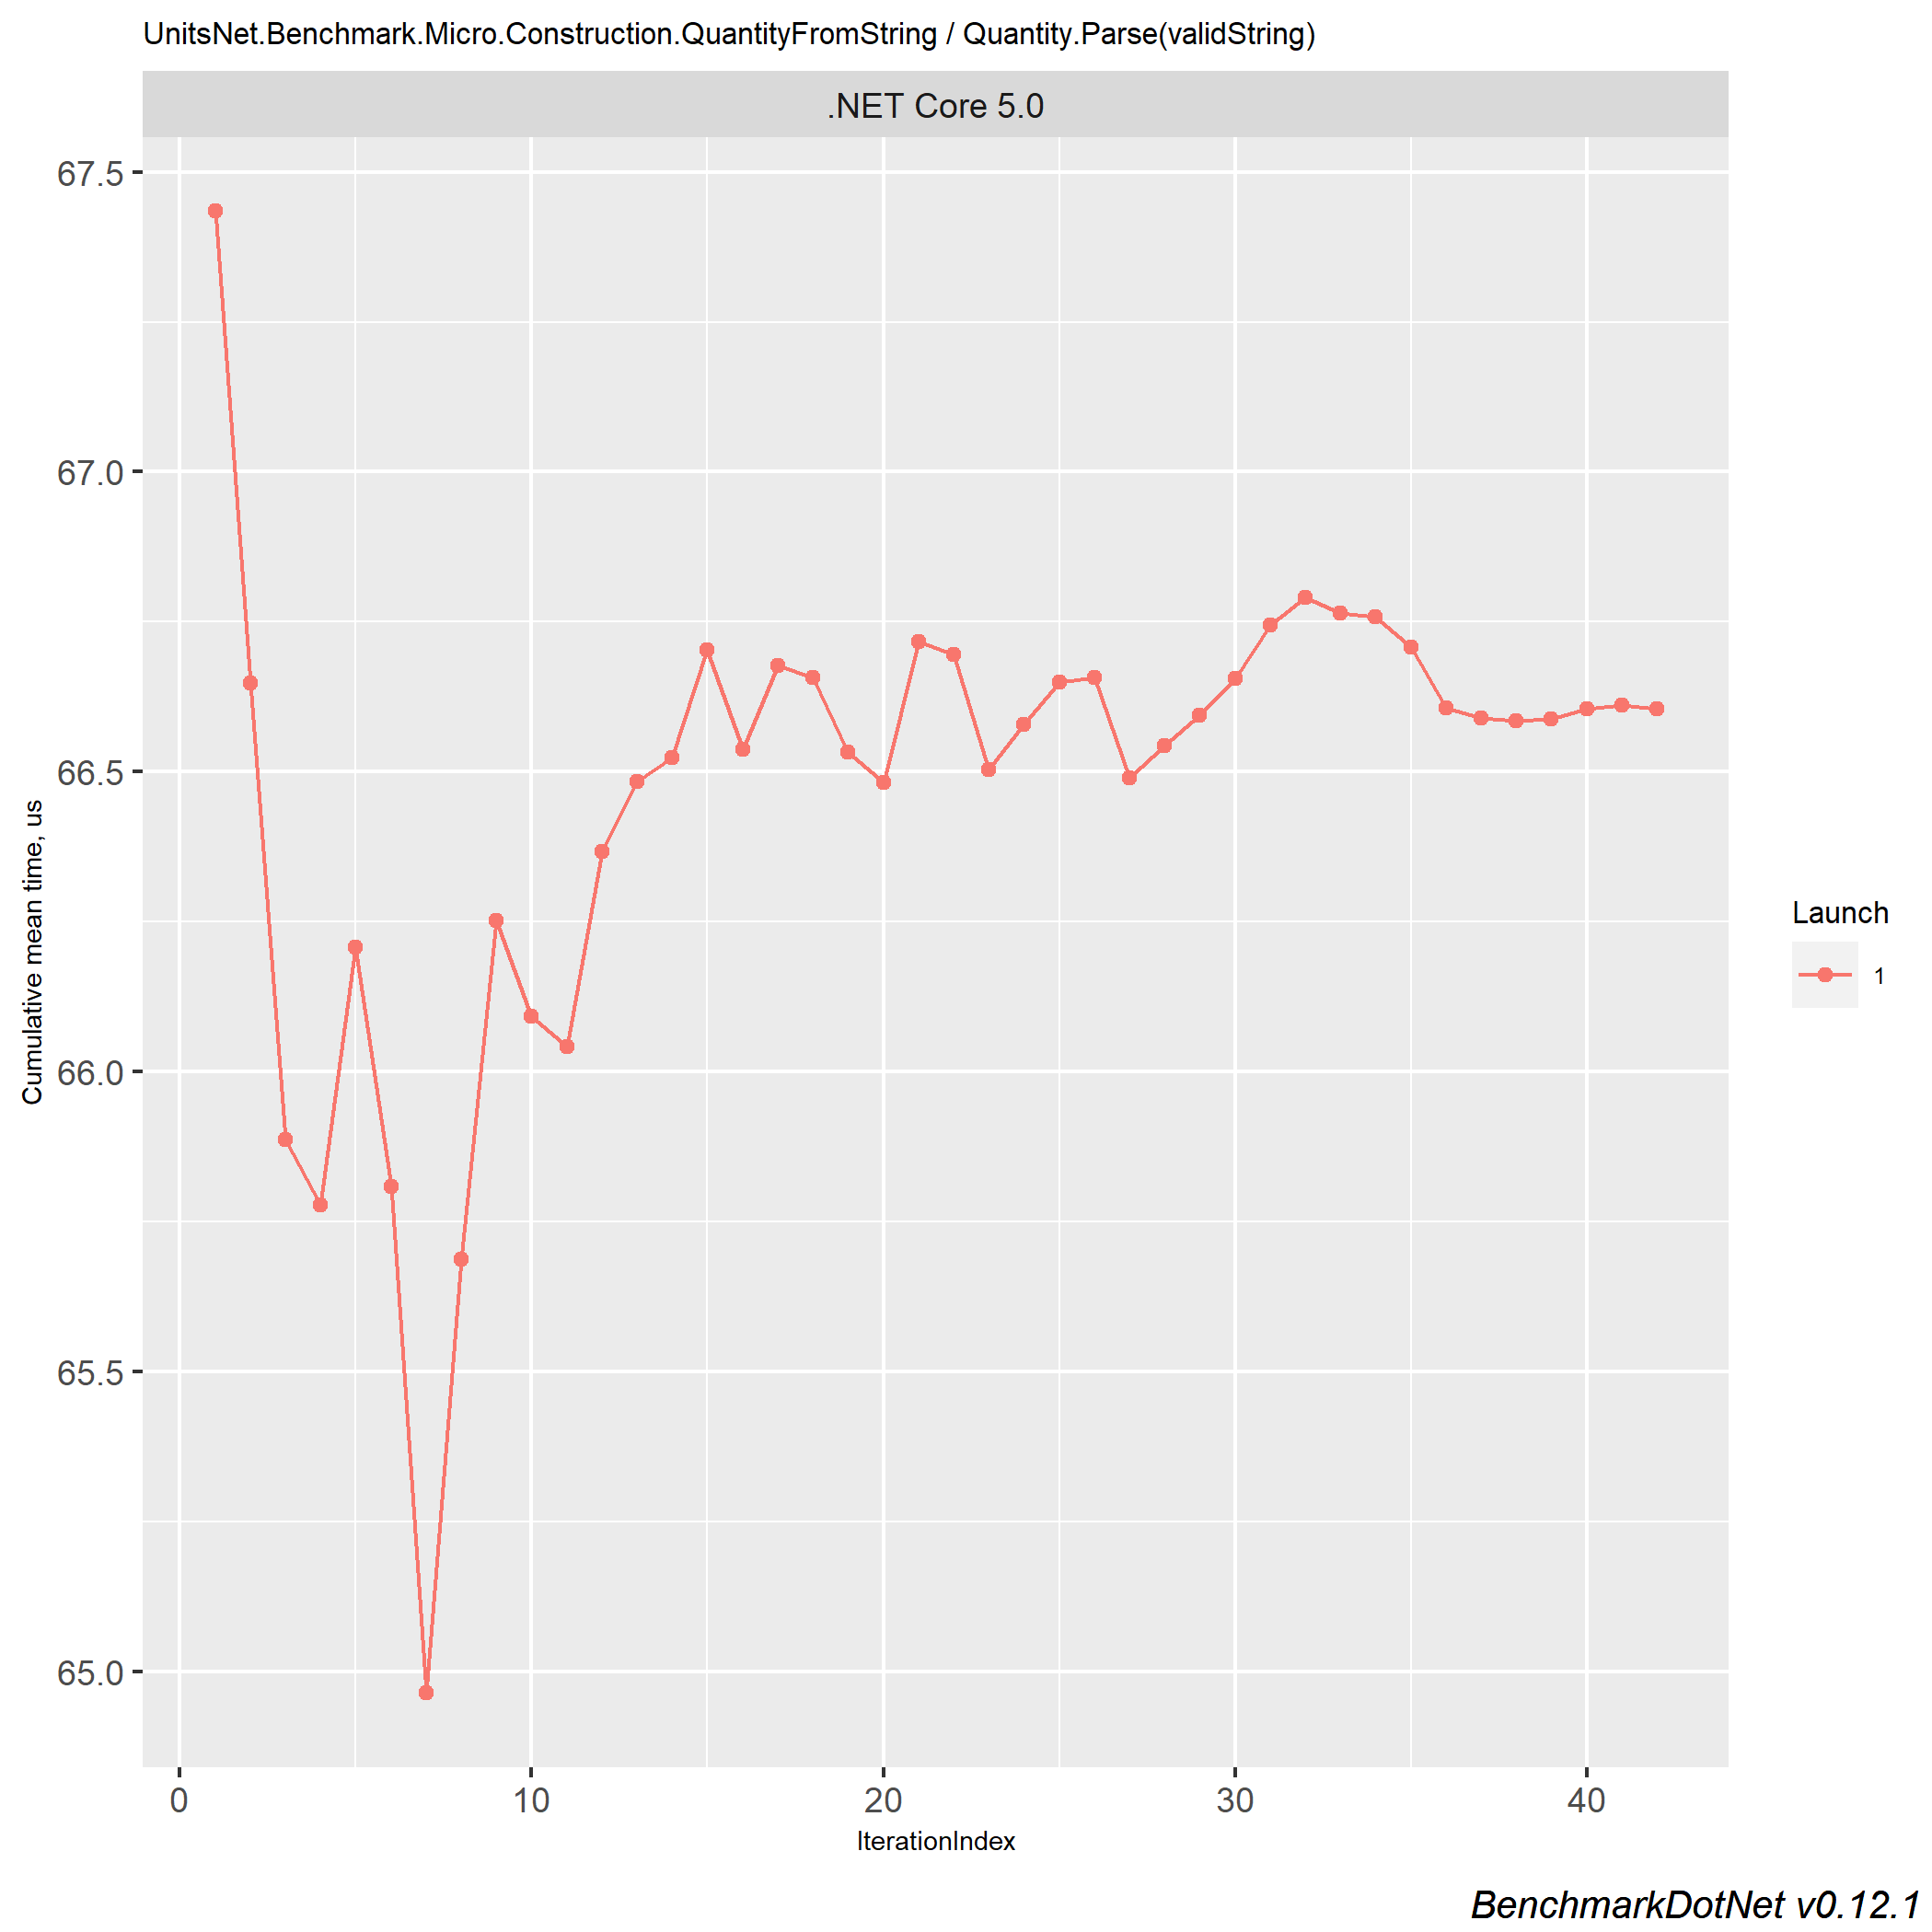 UnitsNet.Benchmark.Micro.Construction.QuantityFromString / Quantity.Parse(validString)
.NET Core 5.0
67.5
67.0
66.5
66.0
65.5
65.0
Cumulative mean time, us
0 10 20 30 40
IterationIndex
Launch
1
BenchmarkDotNet v0.12.1